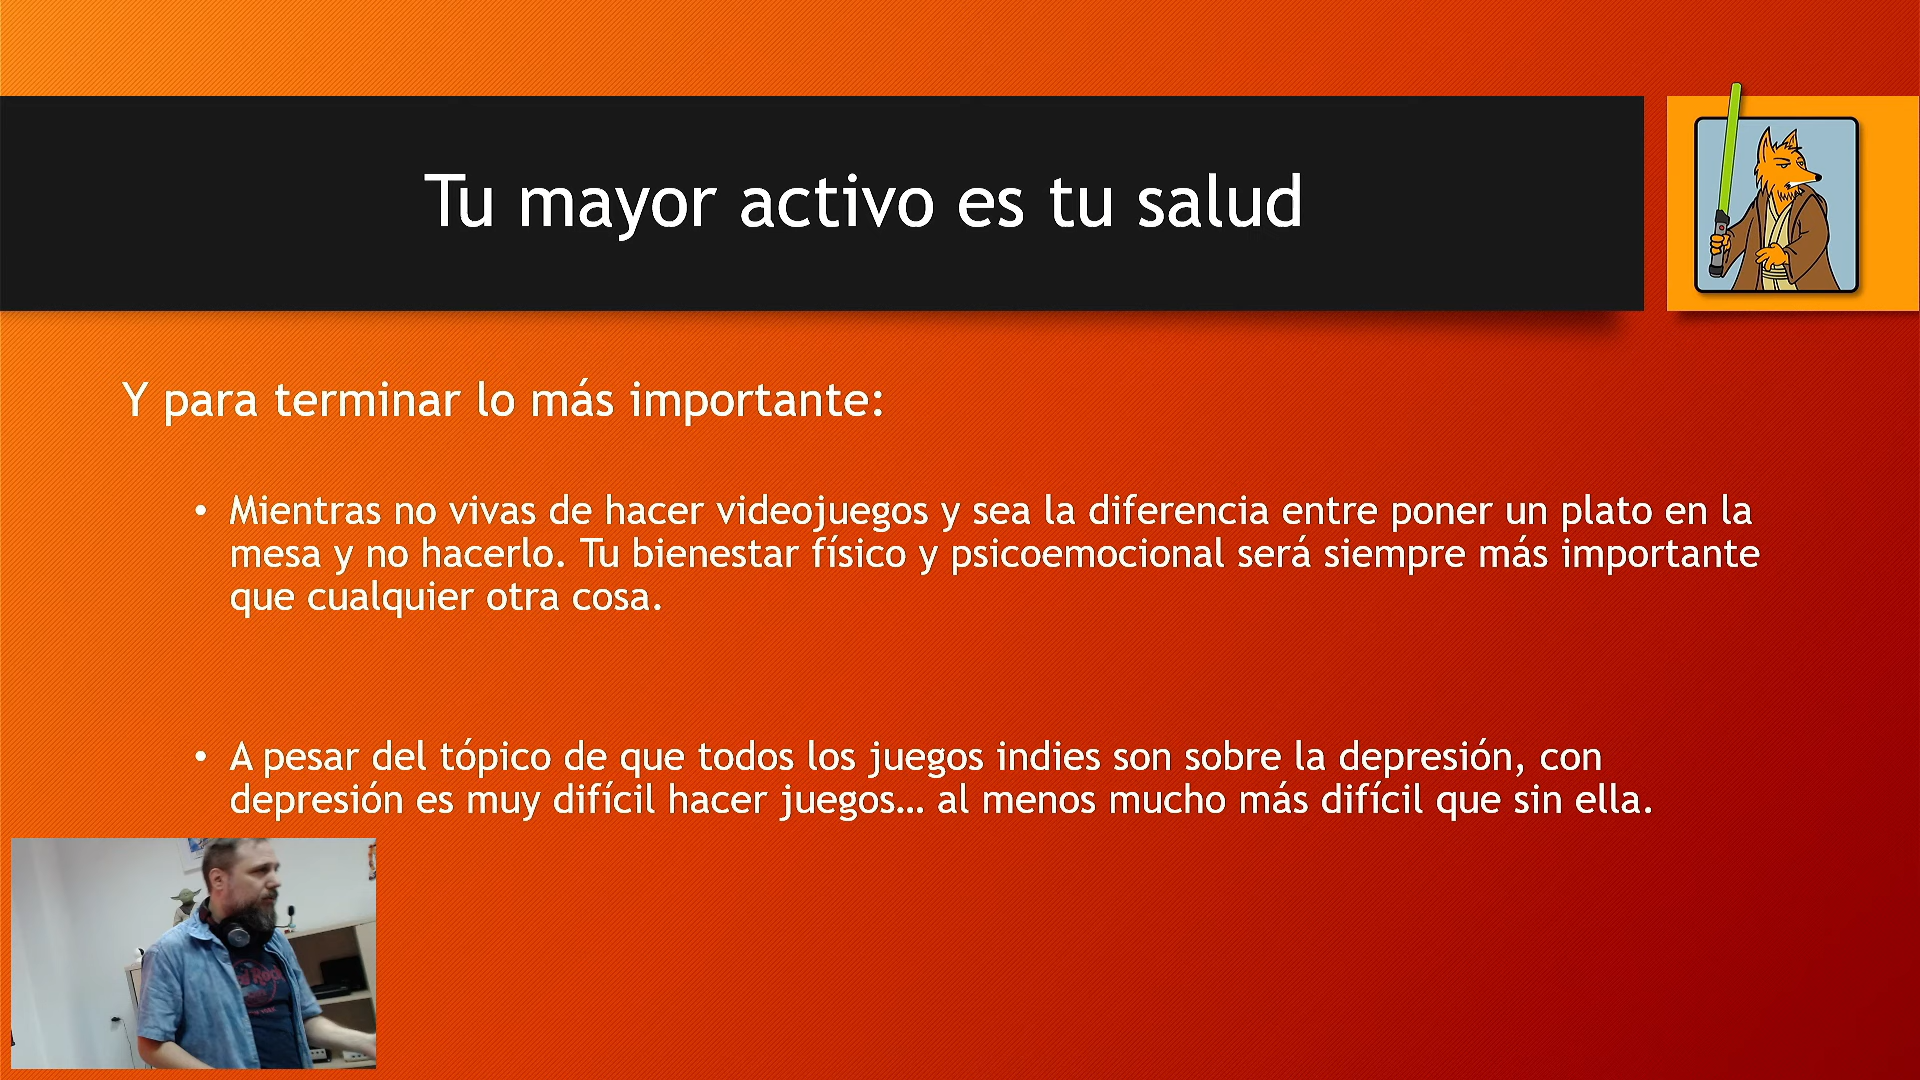 Tu mayor activo es tu salud
Y para terminar lo más importante:
• Mientras no vivas de hacer videojuegos y sea la diferencia entre poner un plato en la
mesa y no hacerlo. Tu bienestar físico y psicoemocional será siempre más importante
que cualquier otra cosa.
• A pesar del tópico de que todos los juegos indies son sobre la depresión, con
depresión es muy difícil hacer juegos… al menos mucho más difícil que sin ella.